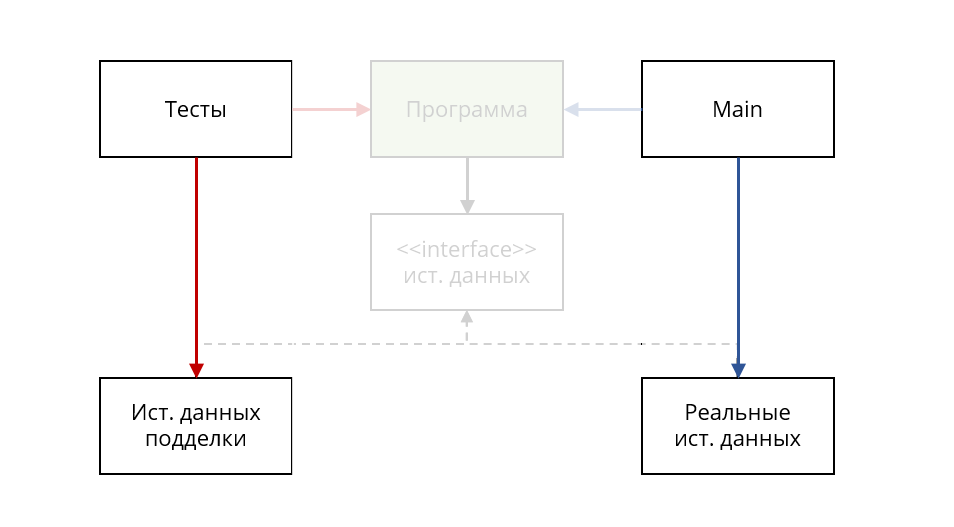 Тесты
Программа
Main
<<interface>>
ист. данных
Ист. данных
подделки
Реальные
ист. данных